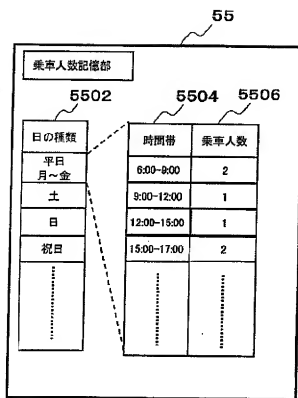 55
乗車人数記憶部
5502
5504
5506
日の種類
平日
月~金
土
日
祝日
時間帯
乗車人数
6:00~9:00
2
9:00~12:00
1
12:00~15:00
1
15:00~17:00
2